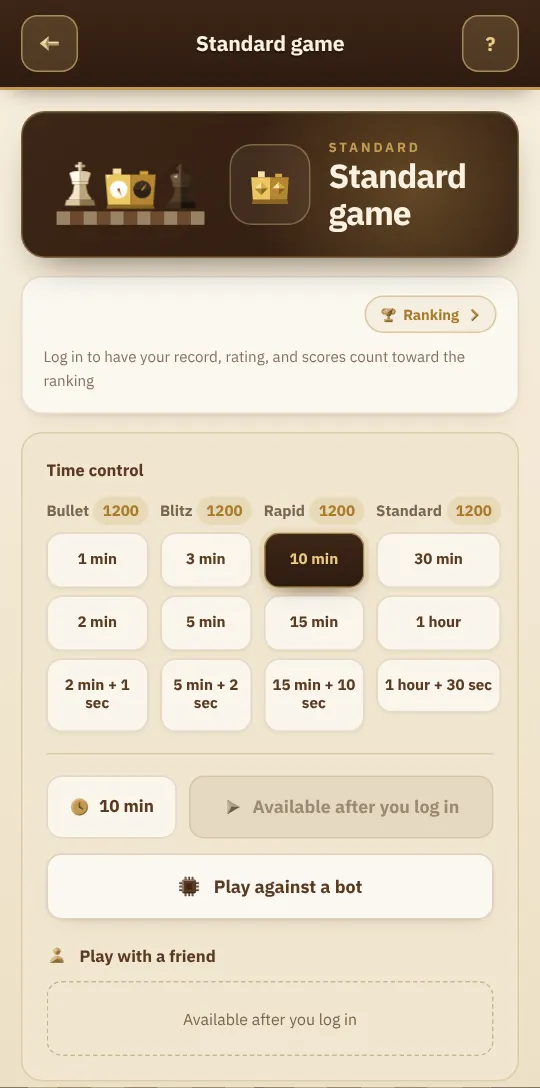 Standard game
?
STANDARD
Standard
game
Ranking
Log in to have your record, rating, and scores count toward the
ranking
Time control
Bullet 1200 Blitz 1200 Rapid 1200 Standard 1200
1 min 3 min 10 min 30 min
2 min 5 min 15 min 1 hour
2 min + 1 sec 5 min + 2 sec 15 min + 10 sec 1 hour + 30 sec
10 min
Available after you log in
Play against a bot
Play with a friend
Available after you log in